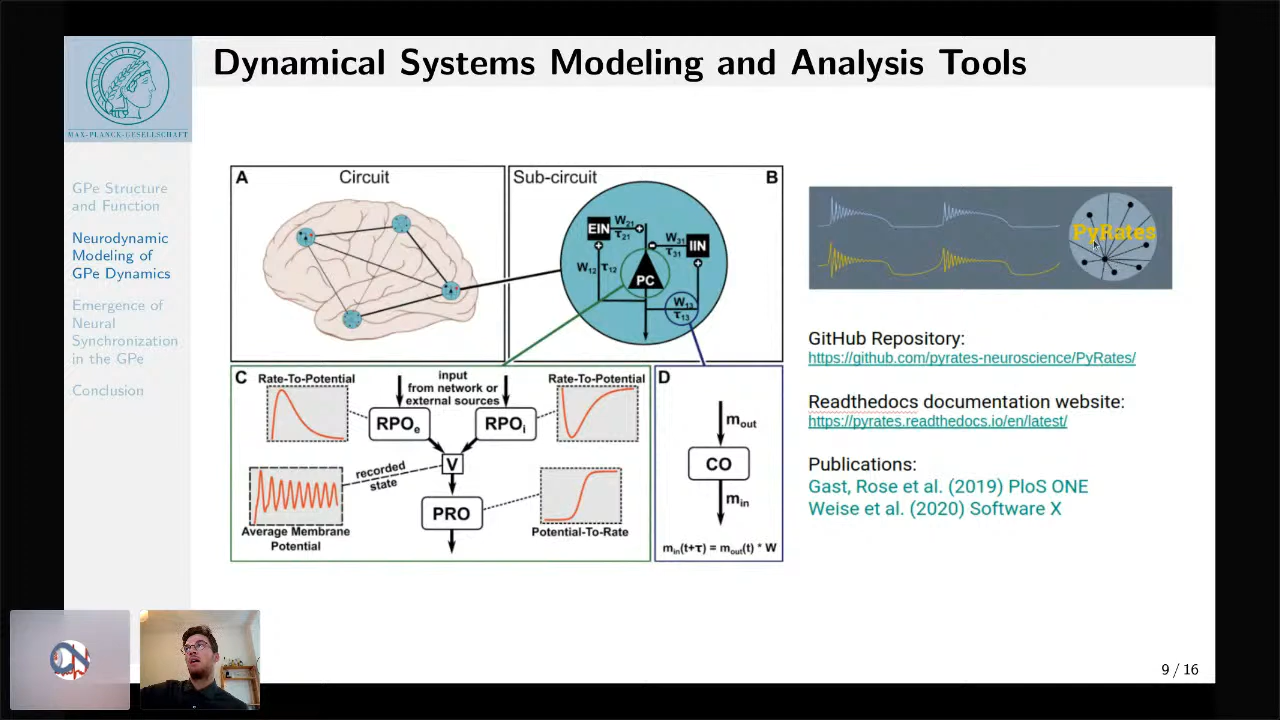 Dynamical Systems Modeling and Analysis Tools
MAX-PLANCK-GESELLSCHAFT
GPe Structure
and Function
Neurodynamic
Modeling of
GPe Dynamics
Emergence of
Neural
Synchronization
in the GPe
Conclusion
A
Circuit
Sub-circuit
B
EIN
W21
τ21
W31
τ31
IIN
W12
τ12
PC
W13
τ13
C
Rate-To-Potential
input
from network or
external sources
Rate-To-Potential
RPOe
RPOi
V
recorded
state
PRO
Average Membrane
Potential
Potential-To-Rate
D
mout
CO
min
min(t+τ) = mout(t) * W
PyRates
GitHub Repository:
https://github.com/pyrates-neuroscience/PyRates/
Readthedocs documentation website:
https://pyrates.readthedocs.io/en/latest/
Publications:
Gast, Rose et al. (2019) PloS ONE
Weise et al. (2020) Software X
9 / 16